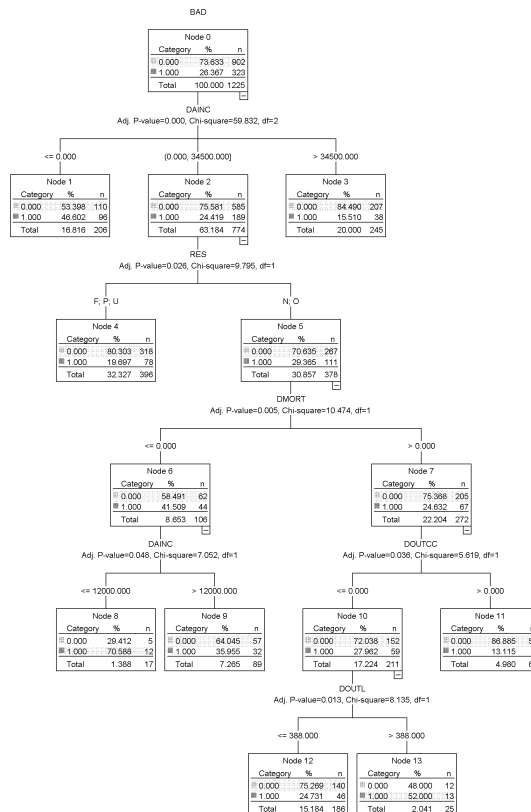 BAD
Node 0
Category % n
0.000 73.633 902
1.000 26.367 323
Total 100.000 1225
DAINC
Adj. P-value=0.000, Chi-square=59.832, df=2
<= 0.000
(0.000, 34500.000]
> 34500.000
Node 1
Category % n
0.000 53.398 110
1.000 46.602 96
Total 16.816 206
Node 2
Category % n
0.000 75.581 585
1.000 24.419 189
Total 63.184 774
Node 3
Category % n
0.000 84.490 207
1.000 15.510 38
Total 20.000 245
RES
Adj. P-value=0.026, Chi-square=9.795, df=1
F; P; U
N; O
Node 4
Category % n
0.000 80.303 318
1.000 19.697 78
Total 32.327 396
Node 5
Category % n
0.000 70.635 267
1.000 29.365 111
Total 30.857 378
DMORT
Adj. P-value=0.005, Chi-square=10.474, df=1
<= 0.000
> 0.000
Node 6
Category % n
0.000 58.491 62
1.000 41.509 44
Total 8.653 106
Node 7
Category % n
0.000 75.368 205
1.000 24.632 67
Total 22.204 272
DAINC
Adj. P-value=0.048, Chi-square=7.052, df=1
DOUTCC
Adj. P-value=0.036, Chi-square=5.619, df=1
<= 12000.000
> 12000.000
<= 0.000
> 0.000
Node 8
Category % n
0.000 29.412 5
1.000 70.588 12
Total 1.388 17
Node 9
Category % n
0.000 64.045 57
1.000 35.955 32
Total 7.265 89
Node 10
Category % n
0.000 72.038 152
1.000 27.962 59
Total 17.224 211
Node 11
Category %
0.000 86.885
1.000 13.115
Total 4.980
DOUTL
Adj. P-value=0.013, Chi-square=8.135, df=1
<= 388.000
> 388.000
Node 12
Category % n
0.000 75.269 140
1.000 24.731 46
Total 15.184 186
Node 13
Category % n
0.000 48.000 12
1.000 52.000 13
Total 2.041 25